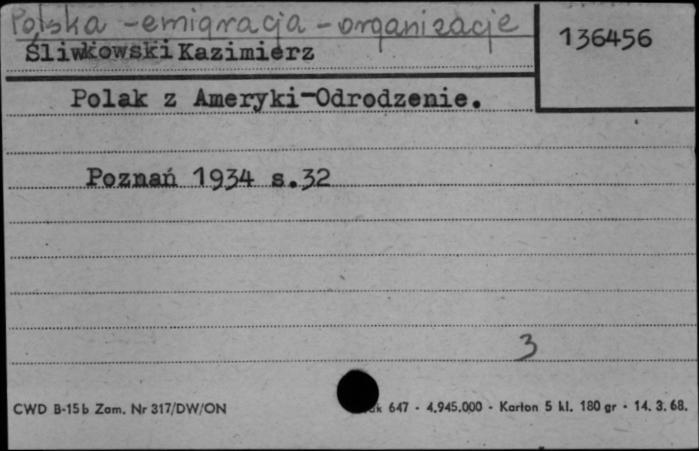 Polska - emigracja - organizacje
136456
Śliwkowski Kazimierz
Polak z Ameryki-Odrodzenie.
Poznań 1934 s.32
3
CWD B-15b Zam. Nr 317/DW/ON
647 - 4.945.000 - Karton 5 kl. 180 gr - 14. 3. 68.